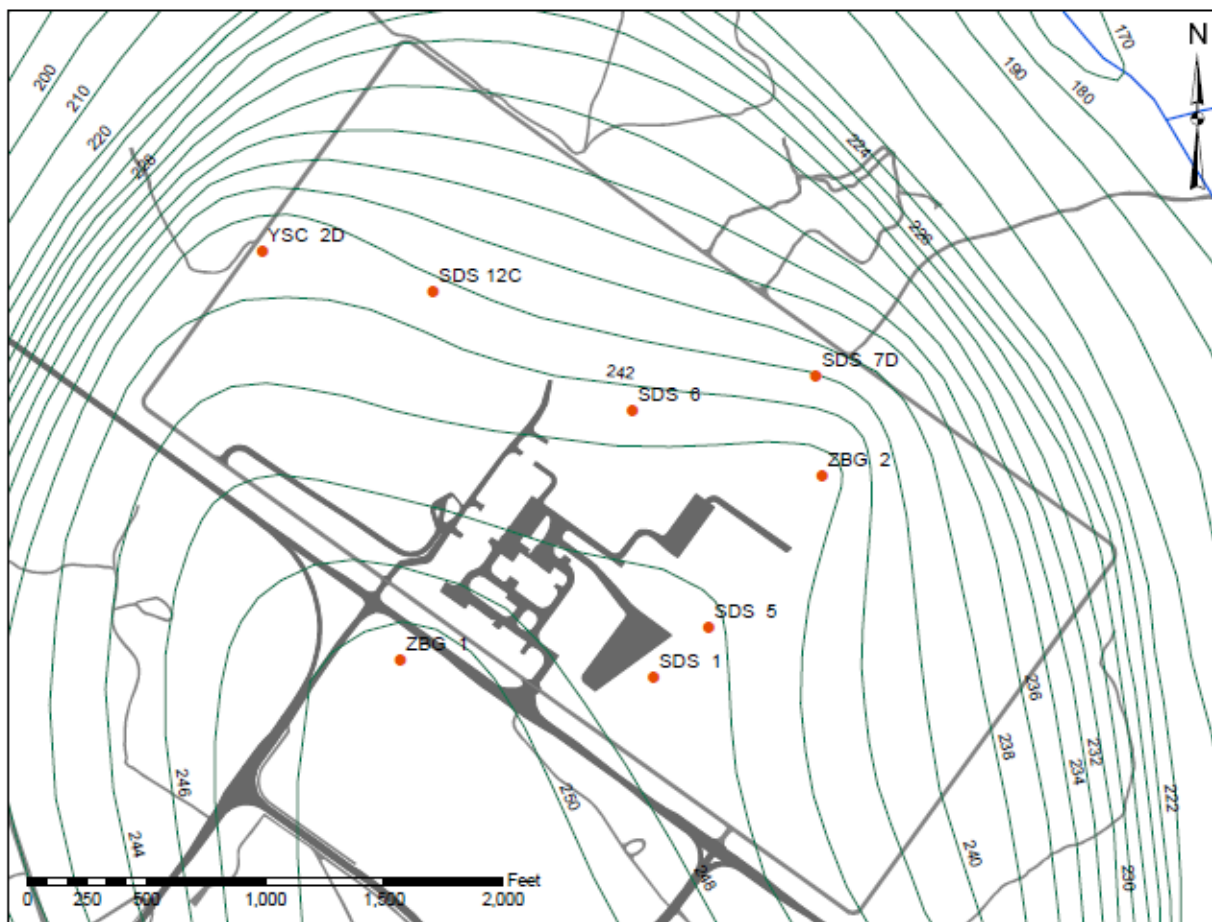 170
N
200
190
180
210
220
228
224
226
YSC 2D
SDS 12C
SDS 7D
242
SDS 6
ZBG 2
SDS 5
ZBG 1
SDS 1
236
238
232
234
222
246
250
244
240
248
230
Feet
0 250 500 1,000 1,500 2,000